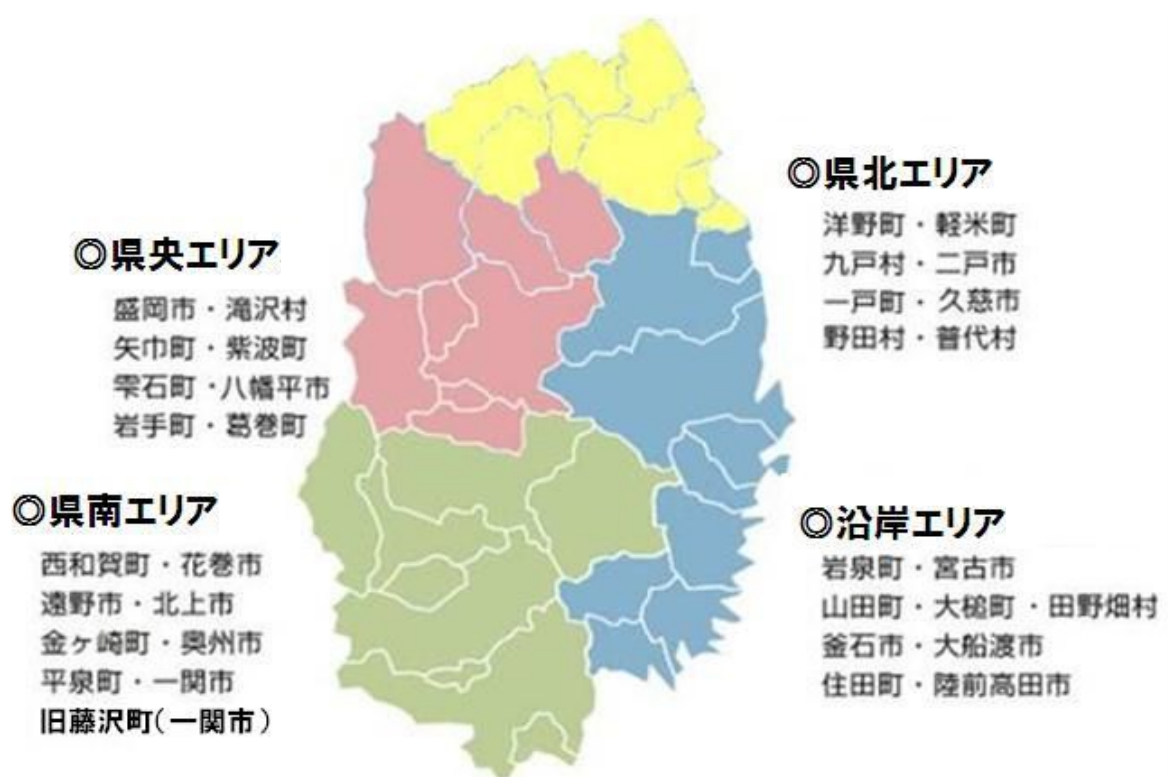 ◎県北エリア
洋野町・軽米町
九戸村・二戸市
一戸町・久慈市
野田村・普代村
◎県央エリア
盛岡市・滝沢村
矢巾町・紫波町
雫石町・八幡平市
岩手町・葛巻町
◎県南エリア
西和賀町・花巻市
遠野市・北上市
金ヶ崎町・奥州市
平泉町・一関市
旧藤沢町(一関市)
◎沿岸エリア
岩泉町・宮古市
山田町・大槌町・田野畑村
釜石市・大船渡市
住田町・陸前高田市